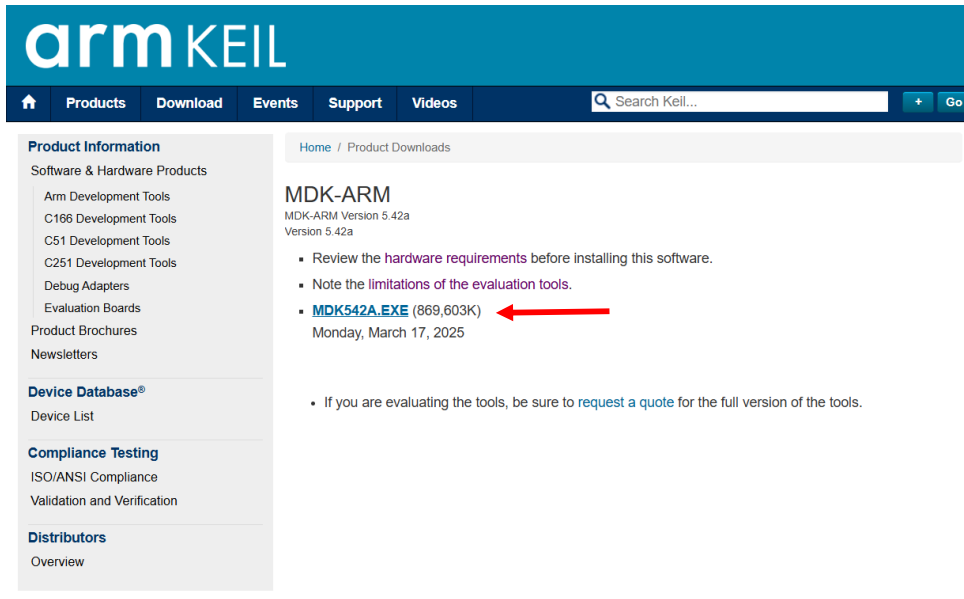 arm KEIL
Products Download Events Support Videos Search Keil... + Go
Product Information
Software & Hardware Products
Arm Development Tools
C166 Development Tools
C51 Development Tools
C251 Development Tools
Debug Adapters
Evaluation Boards
Product Brochures
Newsletters
Device Database®
Device List
Compliance Testing
ISO/ANSI Compliance
Validation and Verification
Distributors
Overview
Home / Product Downloads
MDK-ARM
MDK-ARM Version 5.42a
Version 5.42a
Review the hardware requirements before installing this software.
Note the limitations of the evaluation tools.
MDK542A.EXE (869,603K)
Monday, March 17, 2025
If you are evaluating the tools, be sure to request a quote for the full version of the tools.